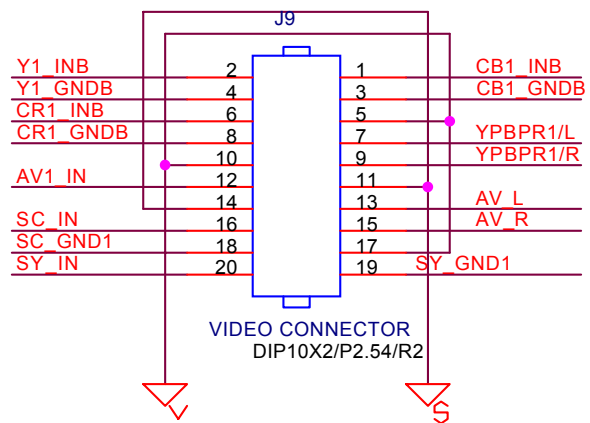 J9
Y1_INB 2 1 CB1_INB
Y1_GNDB 4 3 CB1_GNDB
CR1_INB 6 5
CR1_GNDB 8 7 YPBPR1/L
10 9 YPBPR1/R
AV1_IN 12 11
14 13 AV_L
SC_IN 16 15 AV_R
SC_GND1 18 17
SY_IN 20 19 SY_GND1
VIDEO CONNECTOR
DIP10X2/P2.54/R2
V S